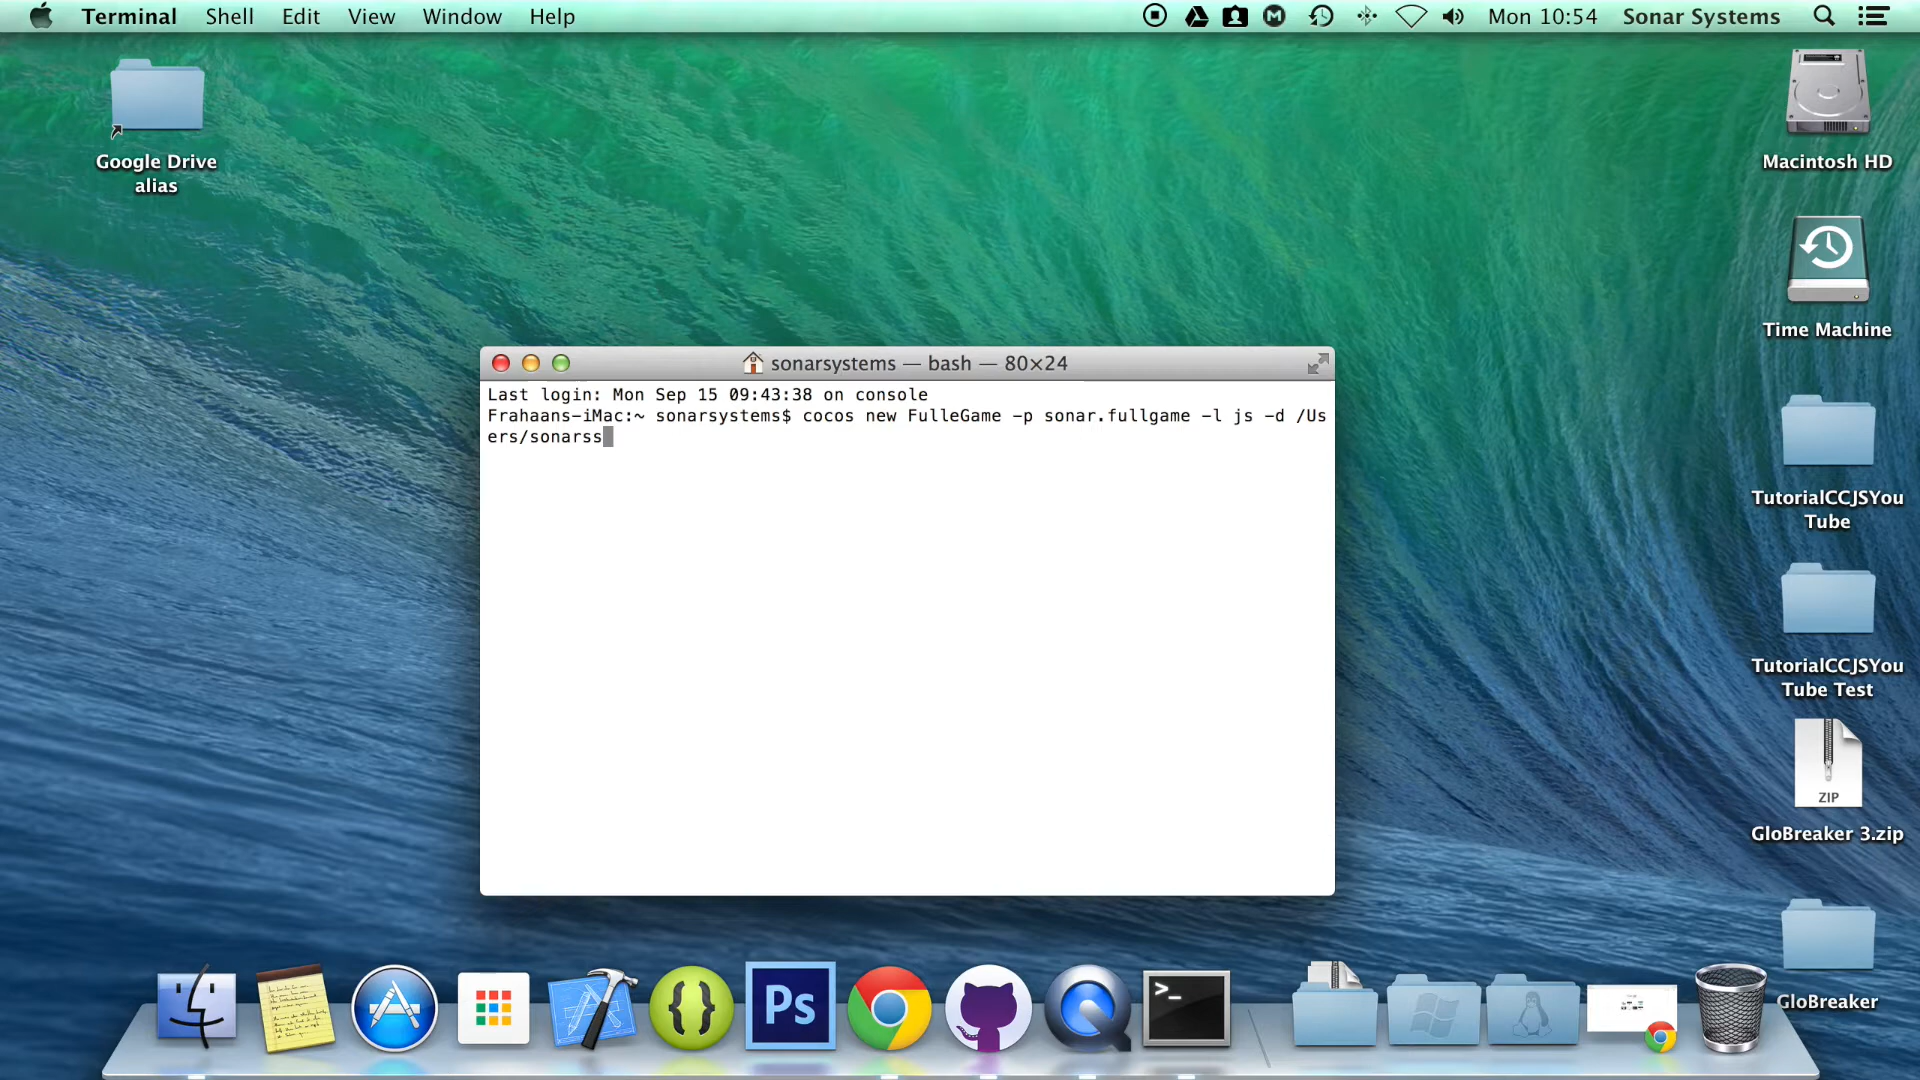 Terminal Shell Edit View Window Help Mon 10:54 Sonar Systems
Google Drive
alias
Macintosh HD
Time Machine
sonarsystems — bash — 80×24
Last login: Mon Sep 15 09:43:38 on console
Frahaans-iMac:~ sonarsystems$ cocos new FulleGame -p sonar.fullgame -l js -d /Us
ers/sonarss
TutorialCCJSYou
Tube
TutorialCCJSYou
Tube Test
ZIP
GloBreaker 3.zip
GloBreaker
{}
Ps
>_